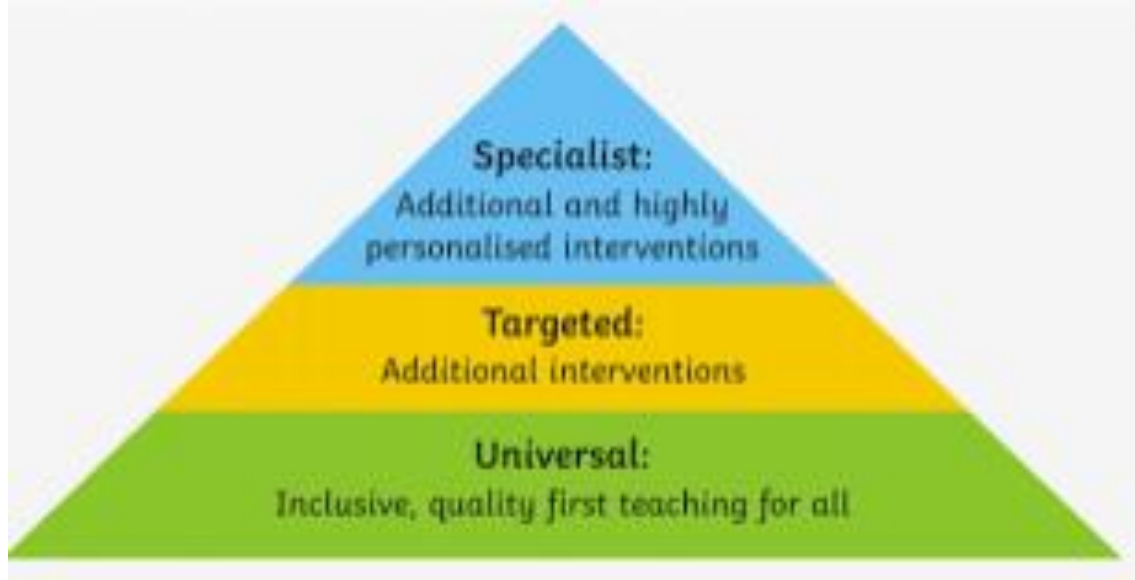 Specialist:
Additional and highly
personalised interventions
Targeted:
Additional interventions
Universal:
Inclusive, quality first teaching for all